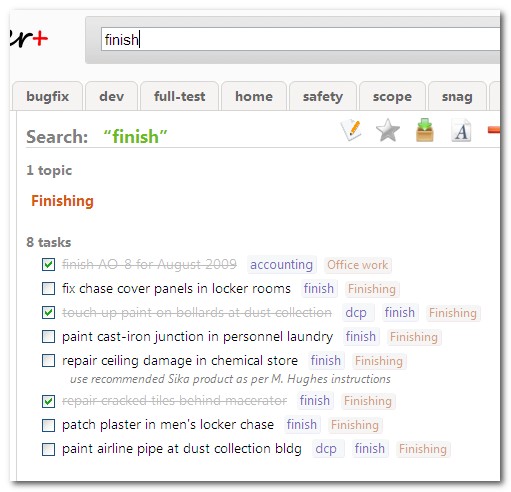 er+
finish
bugfix
dev
full-test
home
safety
scope
snag
Search: “finish”
A
1 topic
Finishing
8 tasks
finish AO-8 for August 2009 accounting Office work
fix chase cover panels in locker rooms finish Finishing
touch up paint on bollards at dust collection dcp finish Finishing
paint cast-iron junction in personnel laundry finish Finishing
repair ceiling damage in chemical store finish Finishing
use recommended Sika product as per M. Hughes instructions
repair cracked tiles behind macerator finish Finishing
patch plaster in men's locker chase finish Finishing
paint airline pipe at dust collection bldg dcp finish Finishing